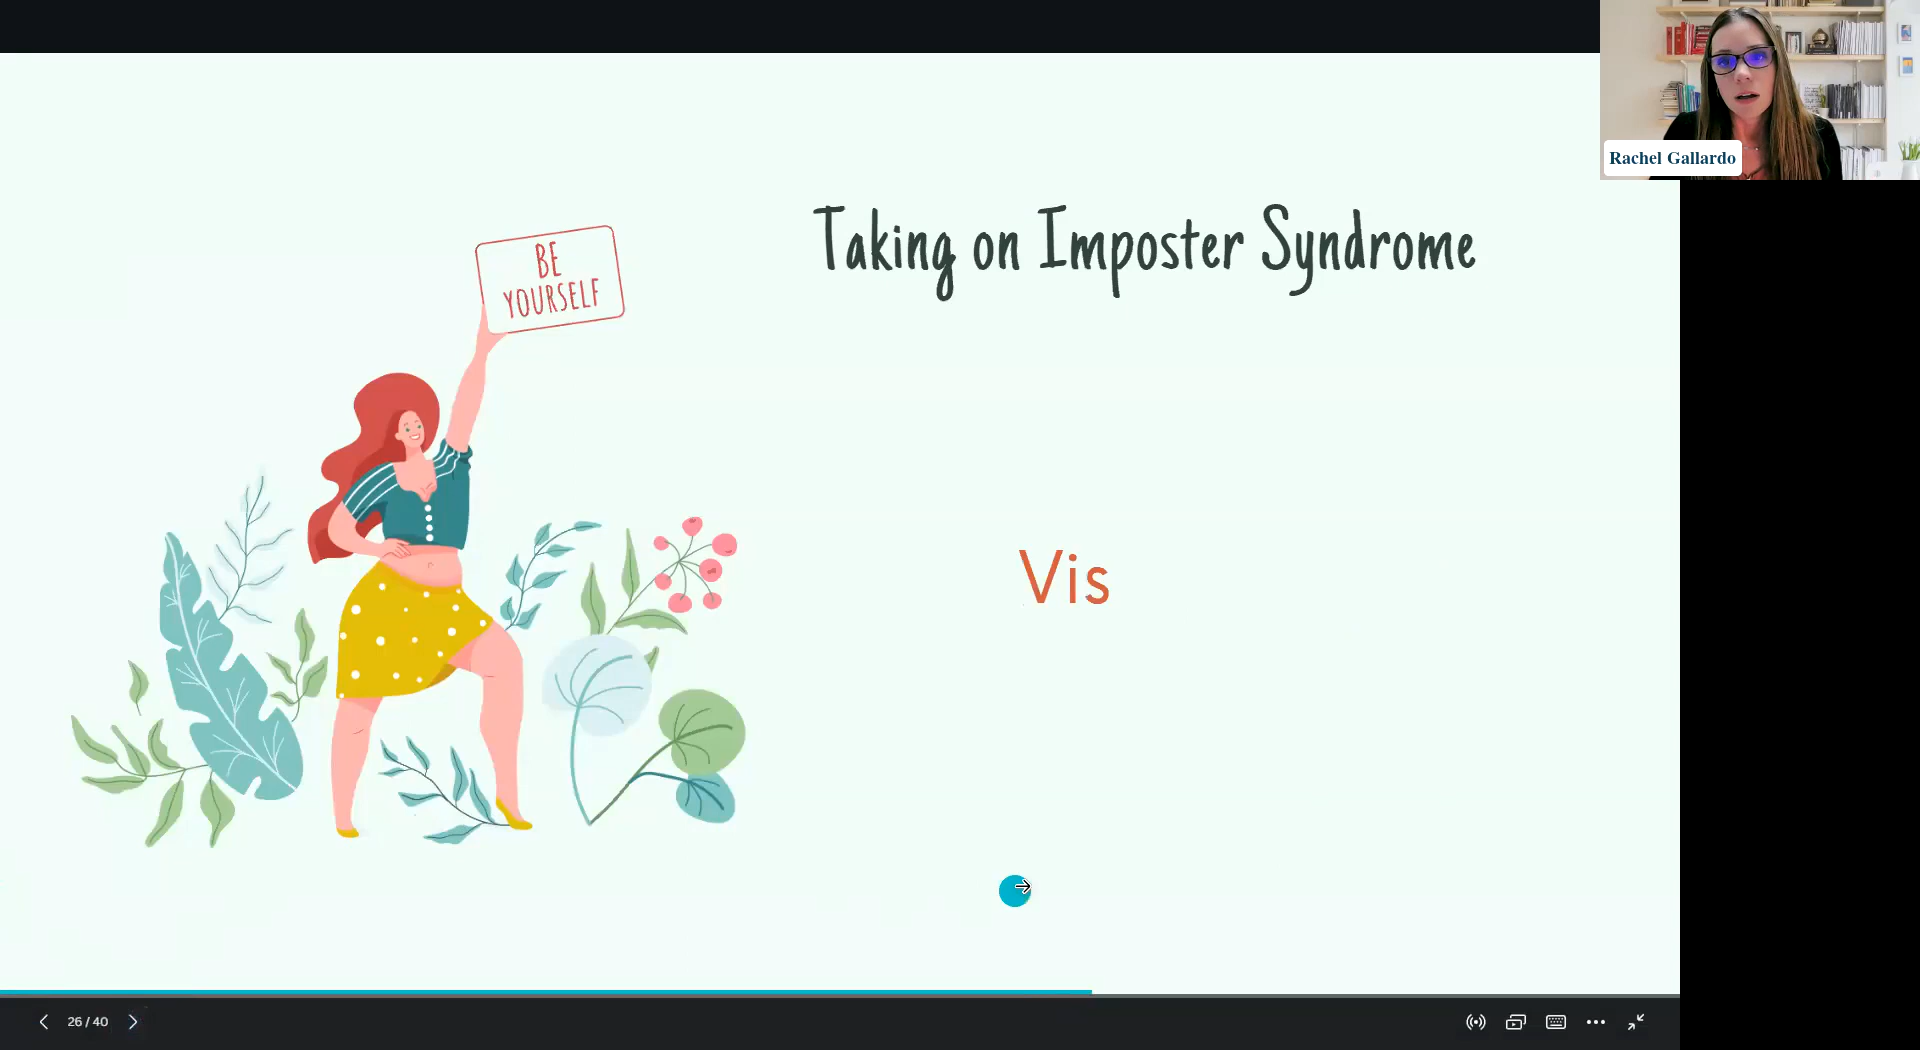 Rachel Gallardo
Taking on Imposter Syndrome
BE
YOURSELF
Vis
26 / 40